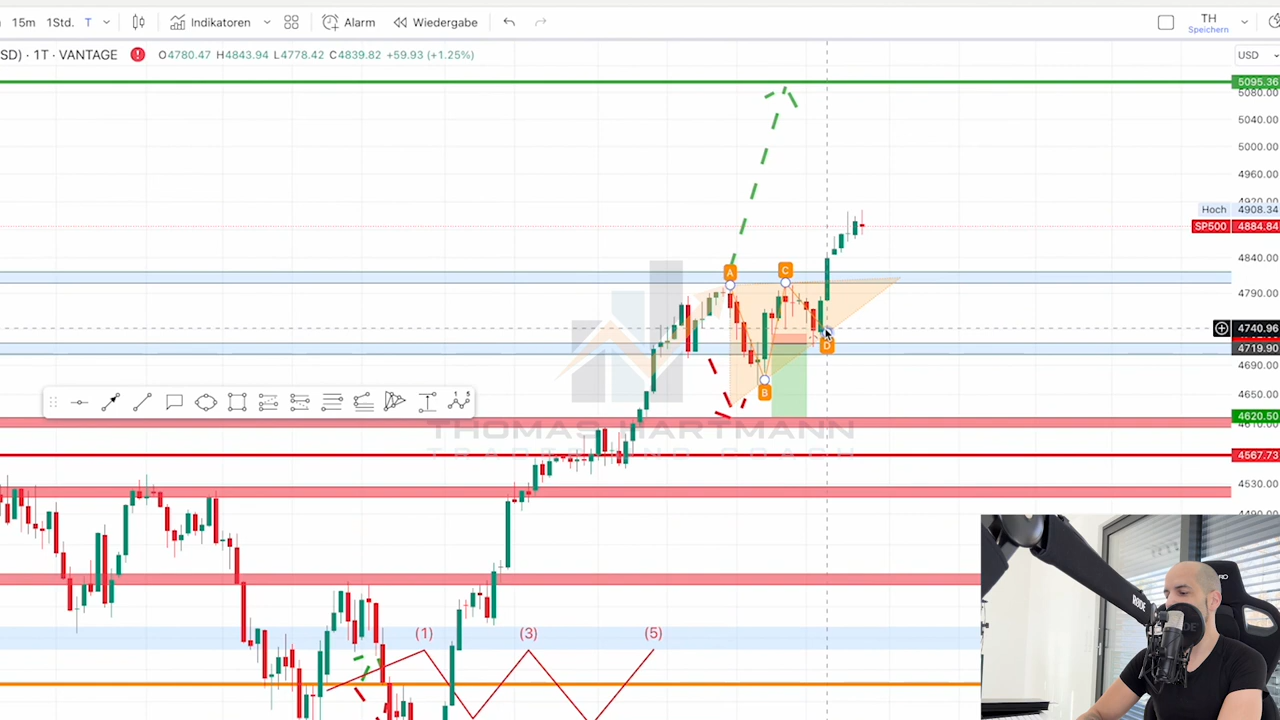 15m 1Std. T Indikatoren Alarm Wiedergabe TH
Speichern
SD) · 1T · VANTAGE O4780.47 H4843.94 L4778.42 C4839.82 +59.93 (+1.25%) USD
5095.36
5080.00
5040.00
5000.00
4960.00
Hoch 4908.34
SP500 4884.84
4840.00
A C
4790.00
4740.96
D
4719.90
4690.00
B
4650.00
1 5
4620.50
THOMAS HARTMANN
4567.73
4530.00
(1) (3) (5)
RØDE